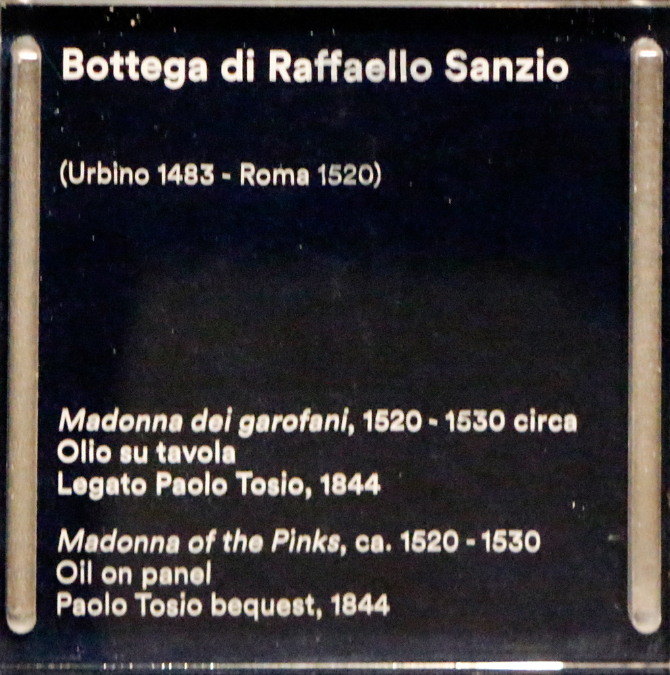 Bottega di Raffaello Sanzio
(Urbino 1483 - Roma 1520)
Madonna dei garofani, 1520 - 1530 circa
Olio su tavola
Legato Paolo Tosio, 1844
Madonna of the Pinks, ca. 1520 - 1530
Oil on panel
Paolo Tosio bequest, 1844